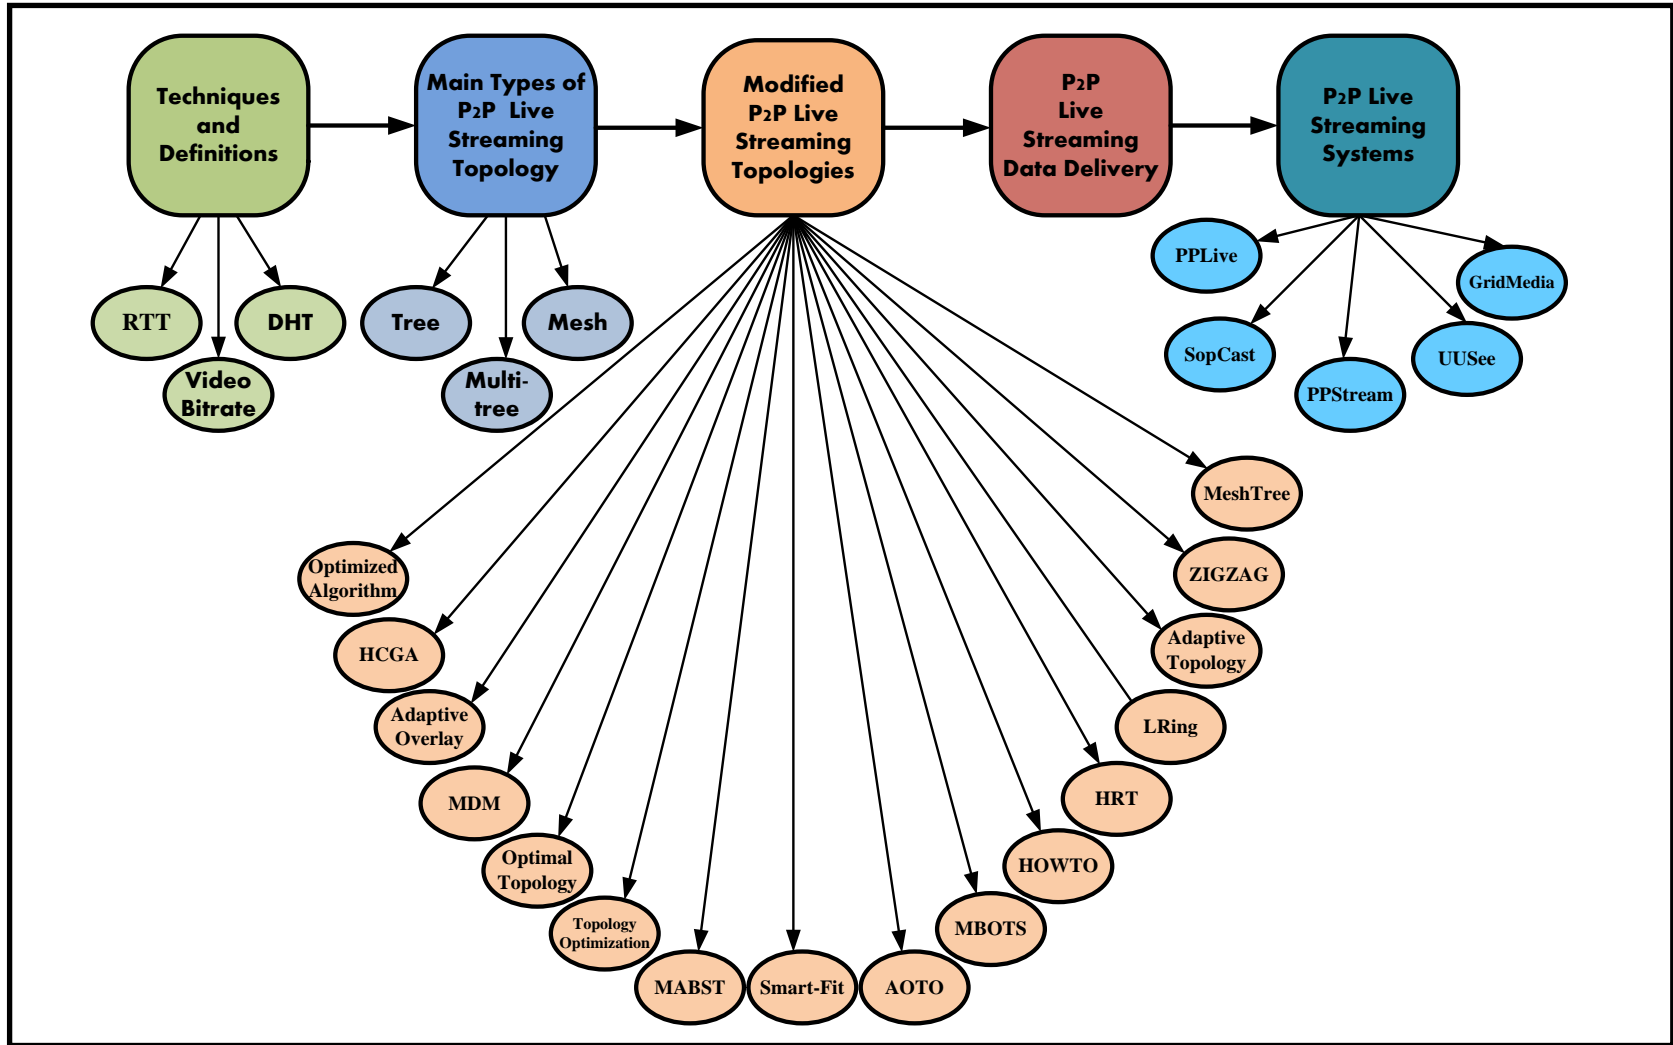 Techniques
and
Definitions
Main Types of
P2P Live
Streaming
Topology
Modified
P2P Live
Streaming
Topologies
P2P
Live
Streaming
Data Delivery
P2P Live
Streaming
Systems
RTT
DHT
Video
Bitrate
Tree
Mesh
Multi-
tree
PPLive
GridMedia
SopCast
UUSee
PPStream
Optimized
Algorithm
HCGA
Adaptive
Overlay
MDM
Optimal
Topology
Topology
Optimization
MABST
Smart-Fit
AOTO
MBOTS
HOWTO
HRT
LRing
Adaptive
Topology
ZIGZAG
MeshTree